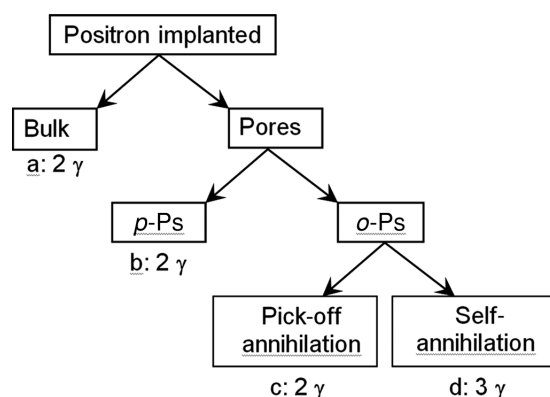 Positron implanted
Bulk
Pores
a: 2 γ
p-Ps
o-Ps
b: 2 γ
Pick-off
annihilation
Self-
annihilation
c: 2 γ
d: 3 γ